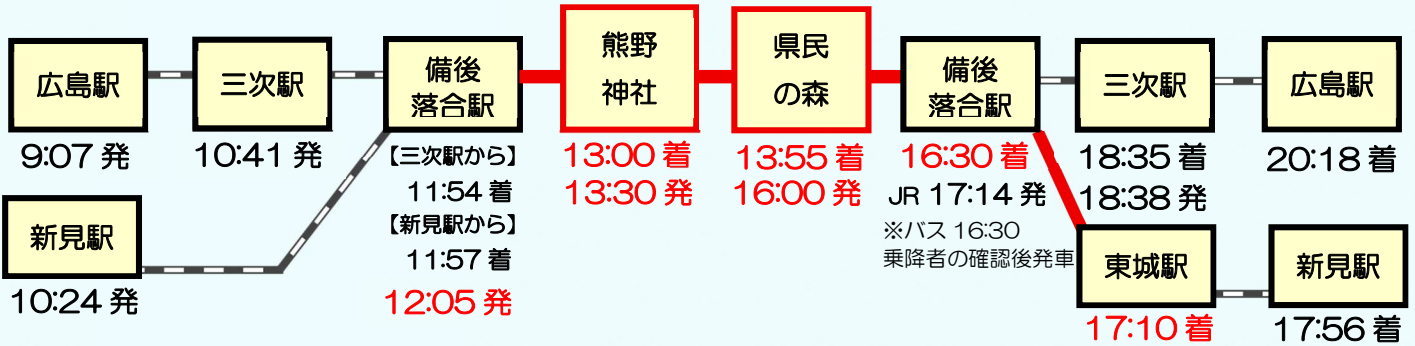 広島駅
9:07 発
三次駅
10:41 発
新見駅
10:24 発
備後
落合駅
【三次駅から】
11:54 着
【新見駅から】
11:57 着
12:05 発
熊野
神社
13:00 着
13:30 発
県民
の森
13:55 着
16:00 発
備後
落合駅
16:30 着
JR 17:14 発
※バス 16:30
乗降者の確認後発車
三次駅
18:35 着
18:38 発
広島駅
20:18 着
東城駅
17:10 着
新見駅
17:56 着